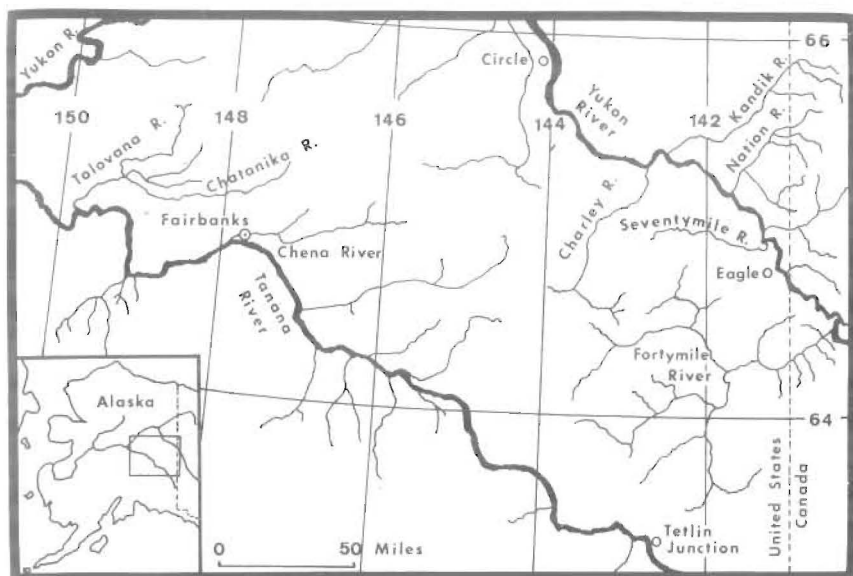 Yukon R.
150
148
146
144
142
66
Circle
Yukon
River
Kandik R.
Nation R.
Tolovana R.
Chatanika R.
Charley R.
Seventymile R.
Fairbanks
Chena River
Eagle
Tanana
River
Fortymile
River
Alaska
64
United States
Canada
0 50 Miles
Tetlin
Junction